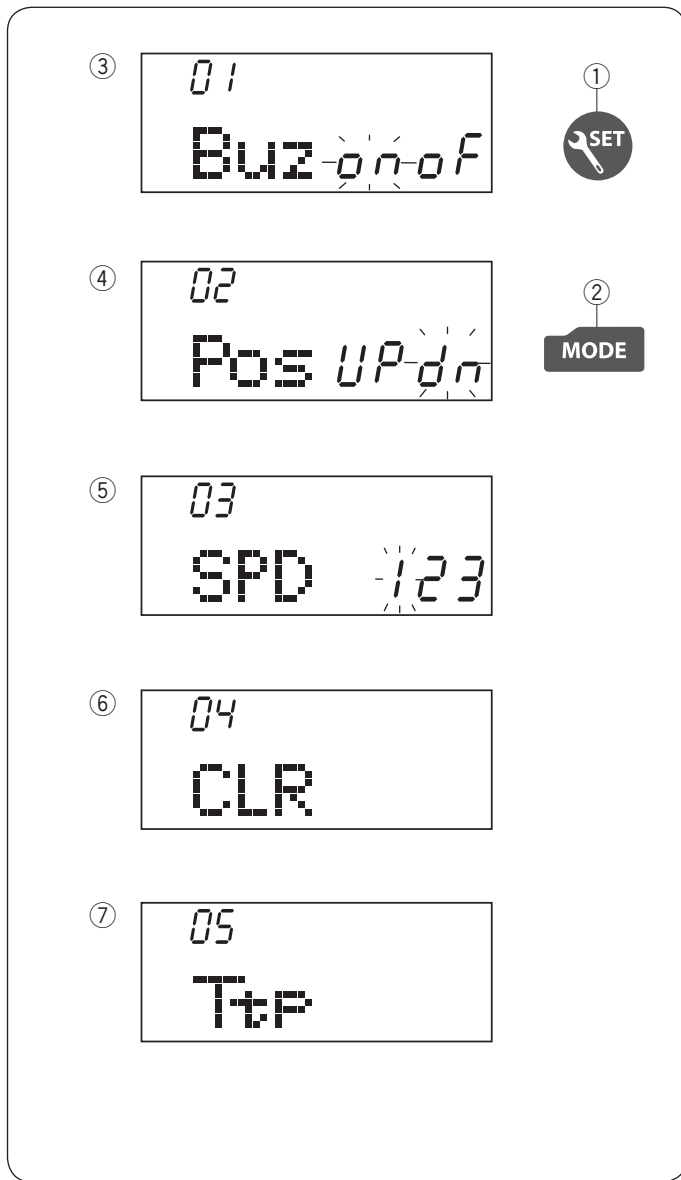 ③ 01
Buz on oF
① SET
④ 02
Pos UP dn
② MODE
⑤ 03
SPD 123
⑥ 04
CLR
⑦ 05
Ttp